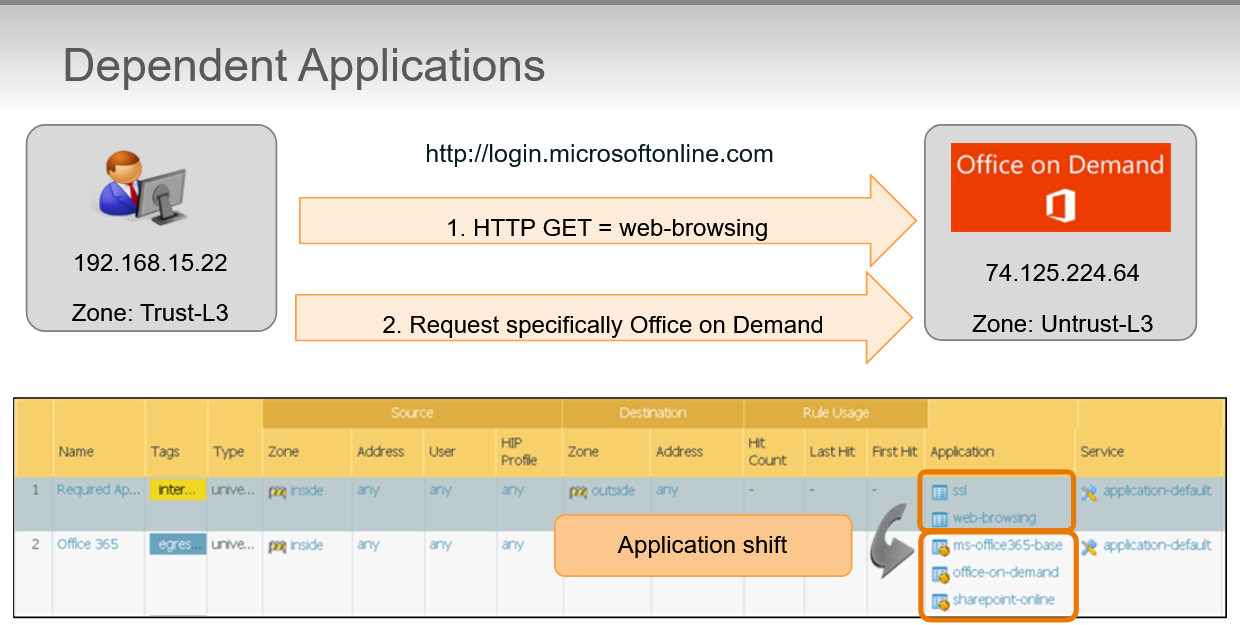 Dependent Applications
http://login.microsoftonline.com
Office on Demand
1. HTTP GET = web-browsing
192.168.15.22
74.125.224.64
Zone: Trust-L3
2. Request specifically Office on Demand
Zone: Untrust-L3
Source Destination Rule Usage
Name Tags Type Zone Address User HIP Profile Zone Address Hit Count Last Hit First Hit Application Service
1 Required Ap... inter... unive... inside any any any outside any - - - ssl application-default
web-browsing
2 Office 365 egres... unive... inside any any any ms-office365-base application-default
Application shift
office-on-demand
sharepoint-online